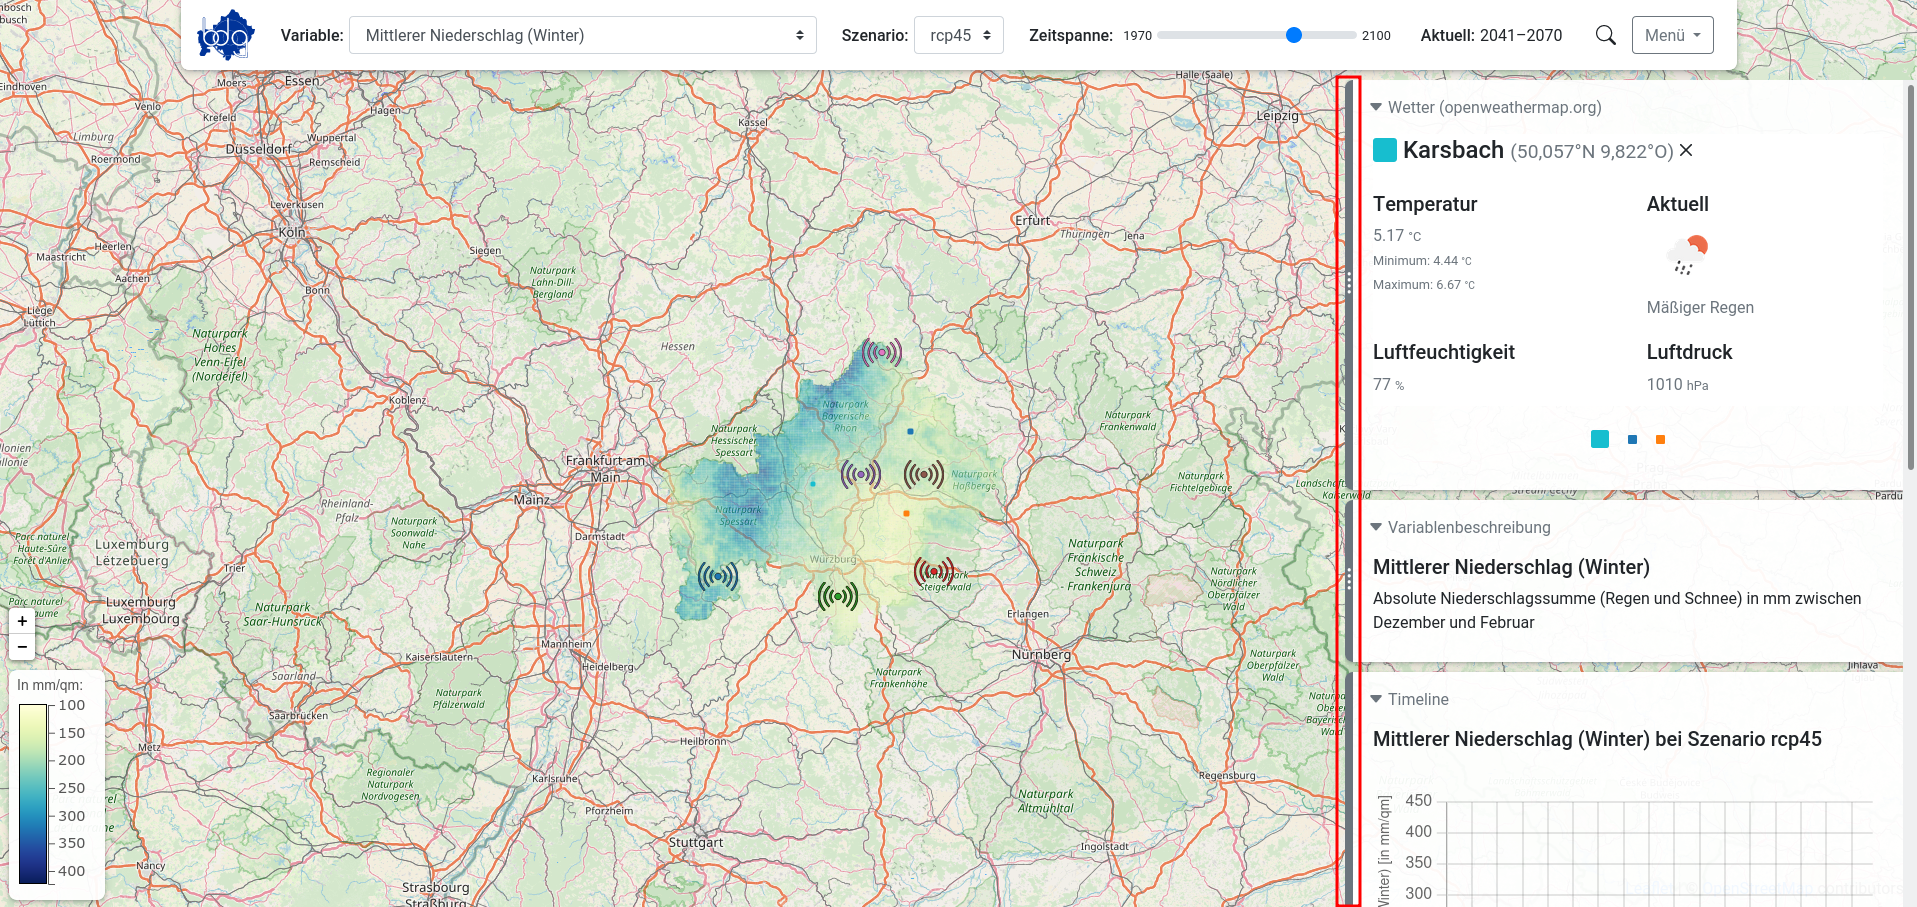 bda
Variable:
Mittlerer Niederschlag (Winter)
Szenario:
rcp45
Zeitspanne:
1970
2100
Aktuell: 2041–2070
Menü
Wetter (openweathermap.org)
Karsbach (50,057°N 9,822°O)
Temperatur
5.17 °C
Minimum: 4.44 °C
Maximum: 6.67 °C
Aktuell
Mäßiger Regen
Luftfeuchtigkeit
77 %
Luftdruck
1010 hPa
Variablenbeschreibung
Mittlerer Niederschlag (Winter)
Absolute Niederschlagssumme (Regen und Schnee) in mm zwischen
Dezember und Februar
Timeline
Mittlerer Niederschlag (Winter) bei Szenario rcp45
450
400
350
300
Winter) [in mm/qm]
+
−
In mm/qm:
100
150
200
250
300
350
400
Moers
Essen
Halle (Saale)
Eindhoven
Venlo
Krefeld
Hagen
Kassel
Leipzig
Limburg
Wuppertal
Düsseldorf
Roermond
Remscheid
Leverkusen
Köln
Erfurt
Thüringen
Jena
Heerlen
Maastricht
Aachen
Siegen
Naturpark
Lahn-Dill-
Bergland
Bonn
Liège
Lüttich
Naturpark
Hohes
Venn-Eifel
(Nordeifel)
Hessen
Koblenz
Naturpark
Bayerische
Rhön
Naturpark
Frankenwald
Naturpark
Hessischer
Spessart
Frankfurt am
Main
Naturpark
Haßberge
Naturpark
Fichtelgebirge
Mainz
Rheinland-
Pfalz
Naturpark
Spessart
Naturpark
Soonwald-
Nahe
Darmstadt
Parc naturel
Haute-Sûre
Forêt d'Anlier
Luxemburg
Lëtzebuerg
Trier
Würzburg
Naturpark
Fränkische
Schweiz
- Frankenjura
Naturpark
Steigerwald
Naturpark
Nördlicher
Oberpfälzer
Wald
Parc naturel
Luxemburg
Luxembourg
Naturpark
Saar-Hunsrück
Erlangen
Mannheim
Kaiserslautern
Heidelberg
Nürnberg
Naturpark
Oberpfälzer
Wald
Saarland
Naturpark
Pfälzerwald
Naturpark
Frankenhöhe
Saarbrücken
Metz
Heilbronn
Karlsruhe
Regensburg
Regionaler
Naturpark
Nordvogesen
Pforzheim
Naturpark
Altmühltal
Nancy
Stuttgart
Ingolstadt
Strasbourg
Straßburg
Jihlava